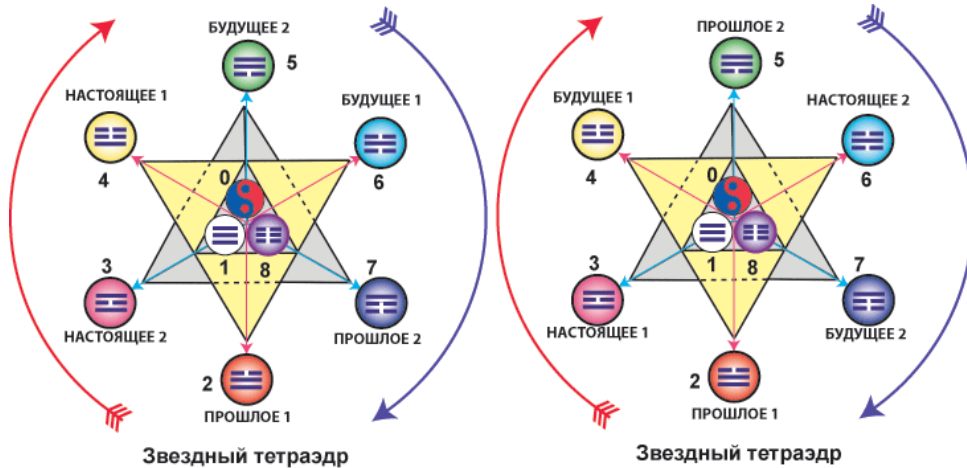 БУДУЩЕЕ 2
5
НАСТОЯЩЕЕ 1
БУДУЩЕЕ 1
4
0
6
3
1
8
7
НАСТОЯЩЕЕ 2
ПРОШЛОЕ 2
2
ПРОШЛОЕ 1
Звездный тетраэдр
ПРОШЛОЕ 2
5
БУДУЩЕЕ 1
НАСТОЯЩЕЕ 2
4
0
6
3
1
8
7
НАСТОЯЩЕЕ 1
БУДУЩЕЕ 2
2
ПРОШЛОЕ 1
Звездный тетраэдр